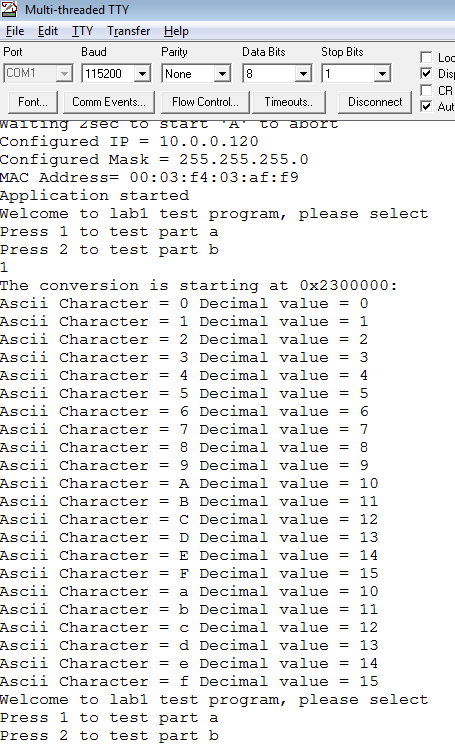 Multi-threaded TTY
File Edit TTY Transfer Help
Port Baud Parity Data Bits Stop Bits
COM1 115200 None 8 1
Font... Comm Events... Flow Control... Timeouts.. Disconnect
CR
Waiting 2sec to start 'A' to abort
Configured IP = 10.0.0.120
Configured Mask = 255.255.255.0
MAC Address= 00:03:f4:03:af:f9
Application started
Welcome to lab1 test program, please select
Press 1 to test part a
Press 2 to test part b
1
The conversion is starting at 0x2300000:
Ascii Character = 0 Decimal value = 0
Ascii Character = 1 Decimal value = 1
Ascii Character = 2 Decimal value = 2
Ascii Character = 3 Decimal value = 3
Ascii Character = 4 Decimal value = 4
Ascii Character = 5 Decimal value = 5
Ascii Character = 6 Decimal value = 6
Ascii Character = 7 Decimal value = 7
Ascii Character = 8 Decimal value = 8
Ascii Character = 9 Decimal value = 9
Ascii Character = A Decimal value = 10
Ascii Character = B Decimal value = 11
Ascii Character = C Decimal value = 12
Ascii Character = D Decimal value = 13
Ascii Character = E Decimal value = 14
Ascii Character = F Decimal value = 15
Ascii Character = a Decimal value = 10
Ascii Character = b Decimal value = 11
Ascii Character = c Decimal value = 12
Ascii Character = d Decimal value = 13
Ascii Character = e Decimal value = 14
Ascii Character = f Decimal value = 15
Welcome to lab1 test program, please select
Press 1 to test part a
Press 2 to test part b